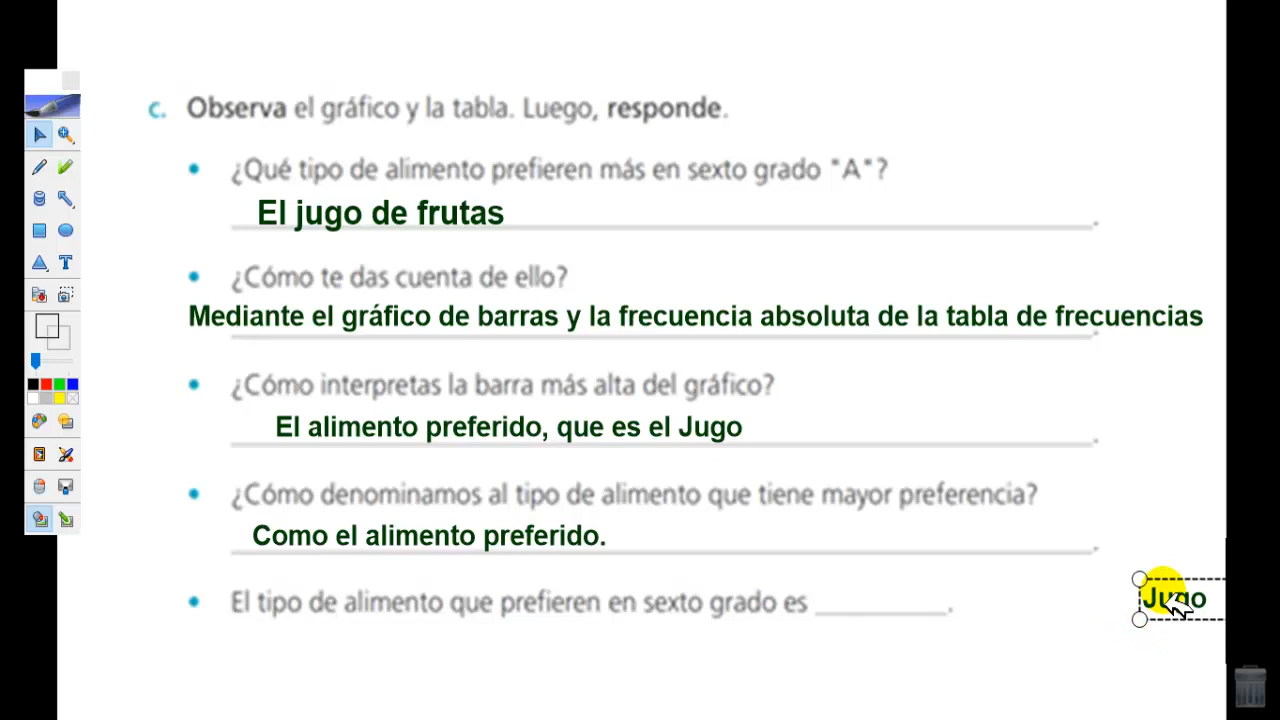 c. Observa el gráfico y la tabla. Luego, responde.
• ¿Qué tipo de alimento prefieren más en sexto grado "A"?
El jugo de frutas
.
• ¿Cómo te das cuenta de ello?
Mediante el gráfico de barras y la frecuencia absoluta de la tabla de frecuencias
.
• ¿Cómo interpretas la barra más alta del gráfico?
El alimento preferido, que es el Jugo
.
• ¿Cómo denominamos al tipo de alimento que tiene mayor preferencia?
Como el alimento preferido.
.
• El tipo de alimento que prefieren en sexto grado es __________.
Jugo